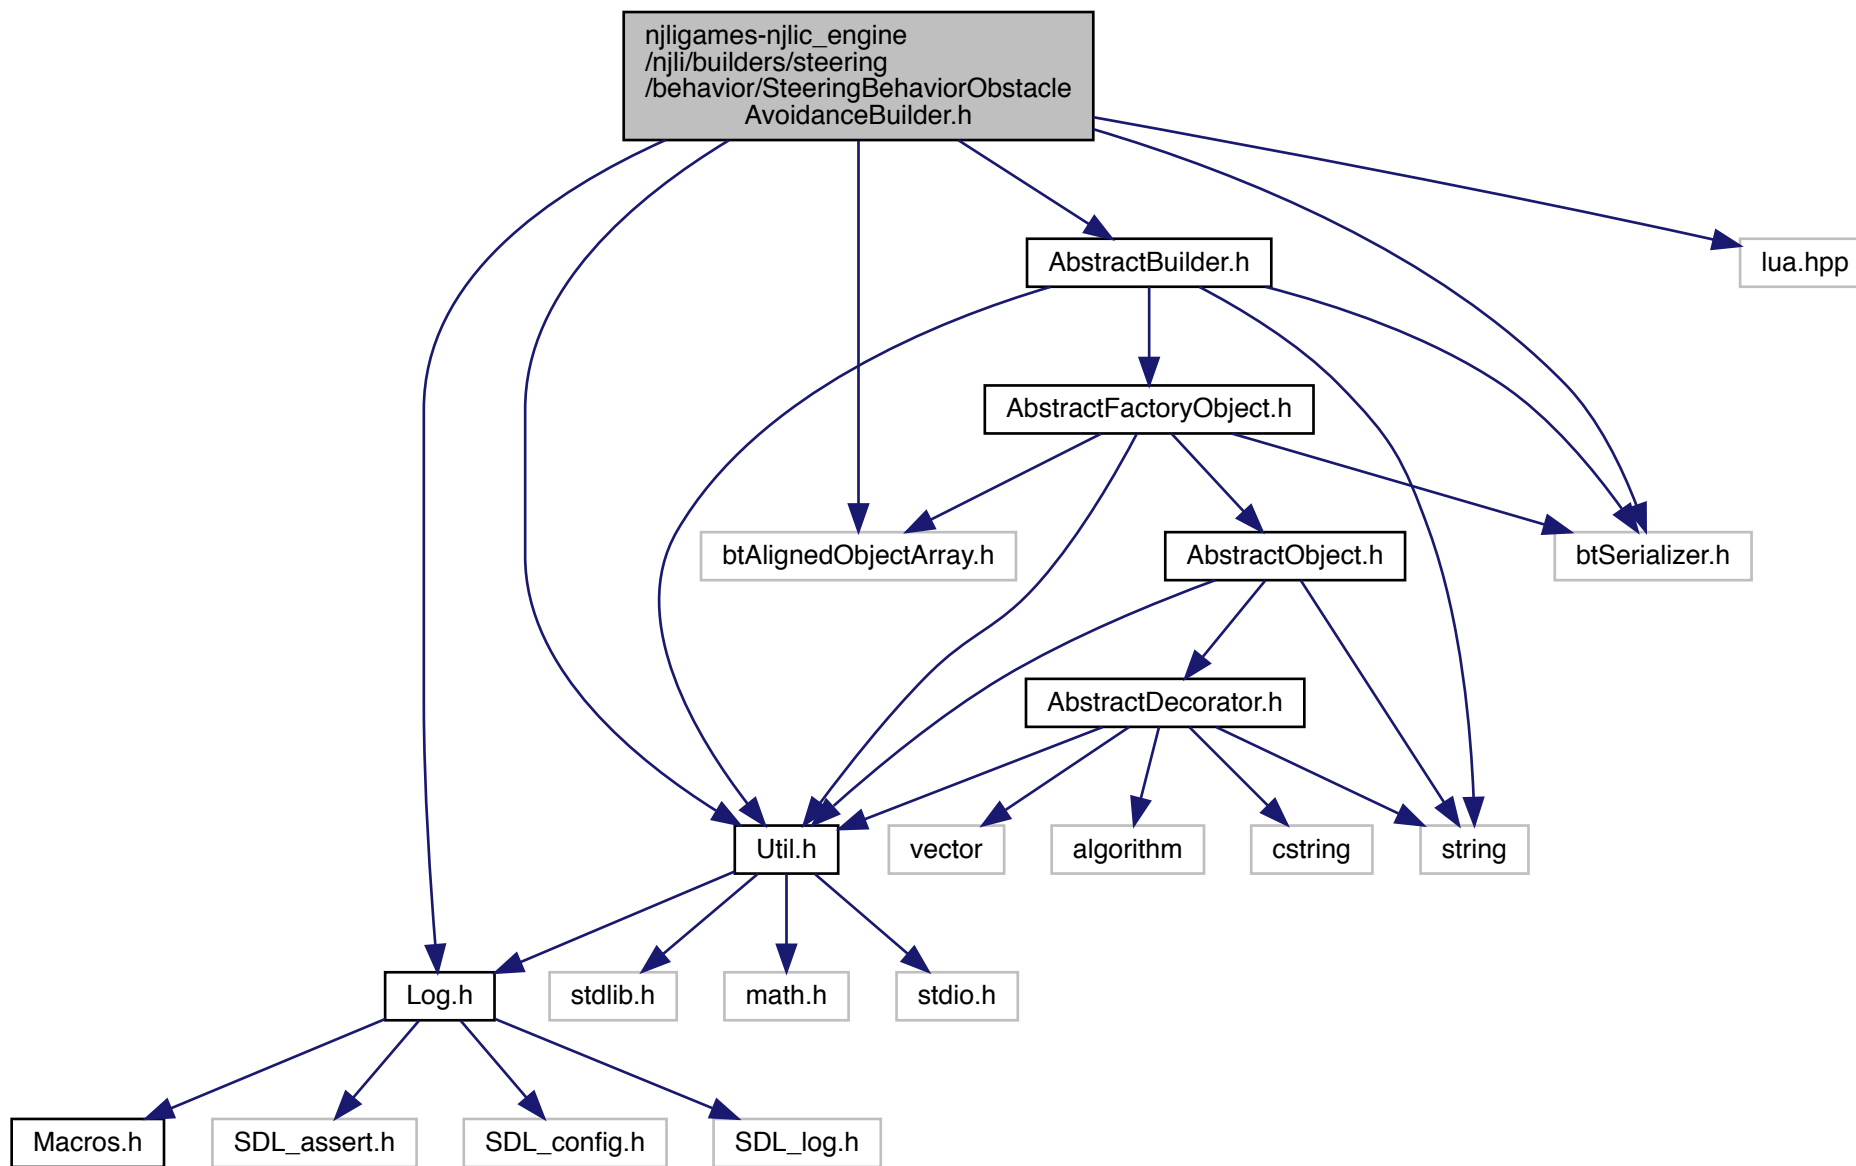 njligames-njlic_engine
/njli/builders/steering
/behavior/SteeringBehaviorObstacle
AvoidanceBuilder.h
AbstractBuilder.h
lua.hpp
AbstractFactoryObject.h
btAlignedObjectArray.h
AbstractObject.h
btSerializer.h
AbstractDecorator.h
Util.h
vector
algorithm
cstring
string
Log.h
stdlib.h
math.h
stdio.h
Macros.h
SDL_assert.h
SDL_config.h
SDL_log.h